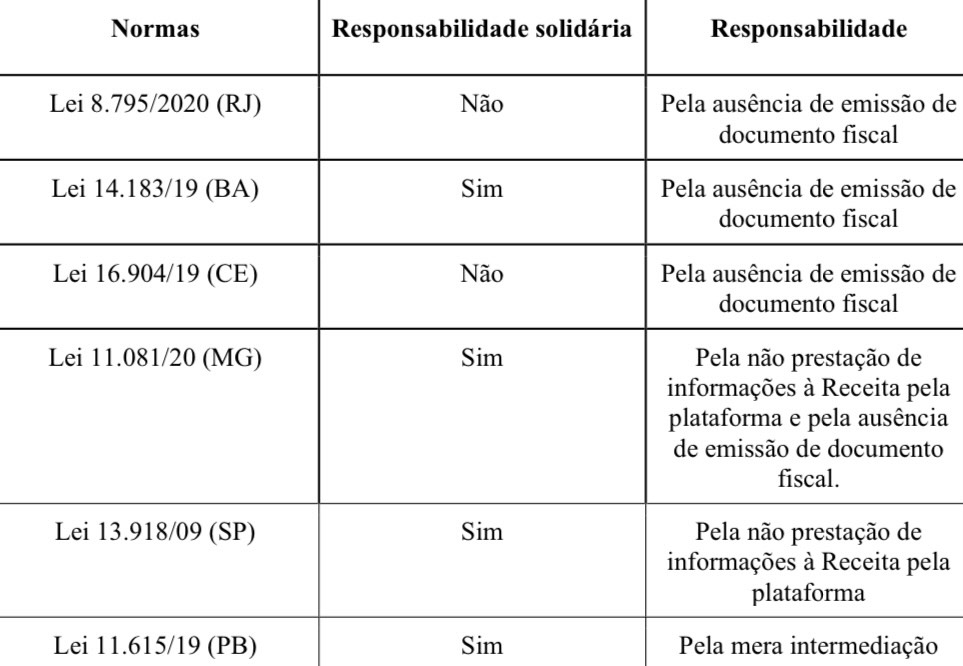 Normas Responsabilidade solidária Responsabilidade
Lei 8.795/2020 (RJ) Não Pela ausência de emissão de
documento fiscal
Lei 14.183/19 (BA) Sim Pela ausência de emissão de
documento fiscal
Lei 16.904/19 (CE) Não Pela ausência de emissão de
documento fiscal
Lei 11.081/20 (MG) Sim Pela não prestação de
informações à Receita pela
plataforma e pela ausência
de emissão de documento
fiscal.
Lei 13.918/09 (SP) Sim Pela não prestação de
informações à Receita pela
plataforma
Lei 11.615/19 (PB) Sim Pela mera intermediação